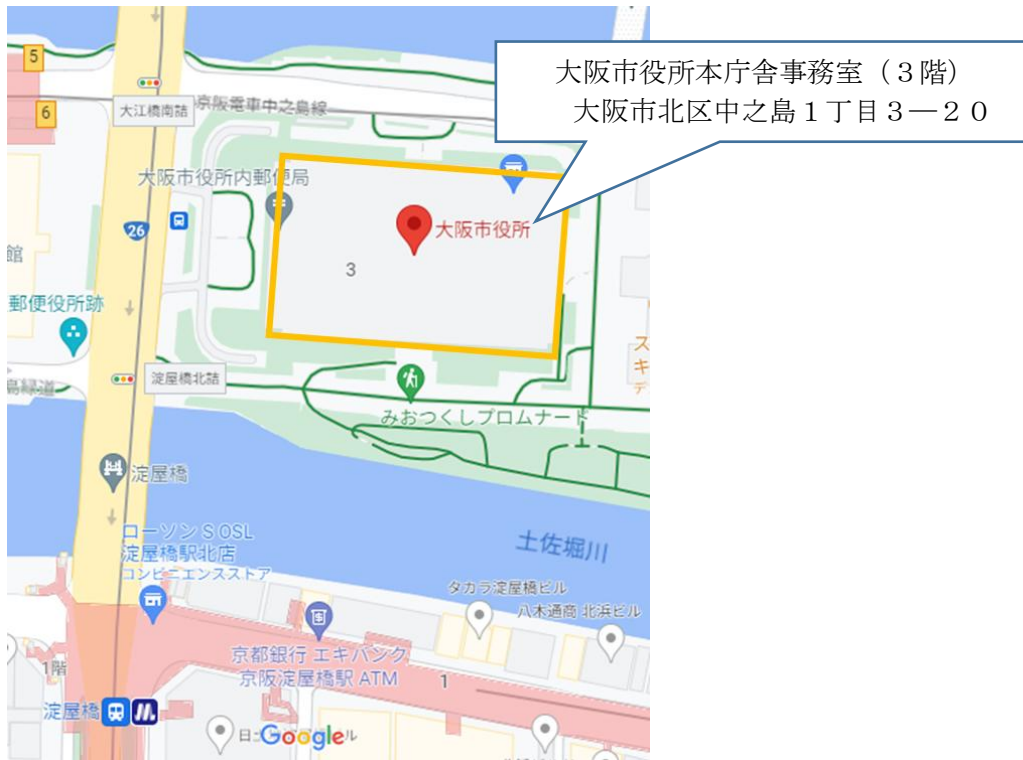 5
6
大阪市役所本庁舎事務室(3階)
大阪市北区中之島1丁目3―20
大江橋南詰
京阪電車中之島線
大阪市役所内郵便局
26
大阪市役所
館
3
郵便役所跡
淀屋橋北詰
ス
キ
デ
島緑道
みおつくしプロムナード
淀屋橋
ローソン S OSL
淀屋橋駅北店
コンビニエンスストア
土佐堀川
タカラ淀屋橋ビル
八木通商 北浜ビル
京都銀行 エキバンク
京阪淀屋橋駅 ATM
1階
1
淀屋橋
Google